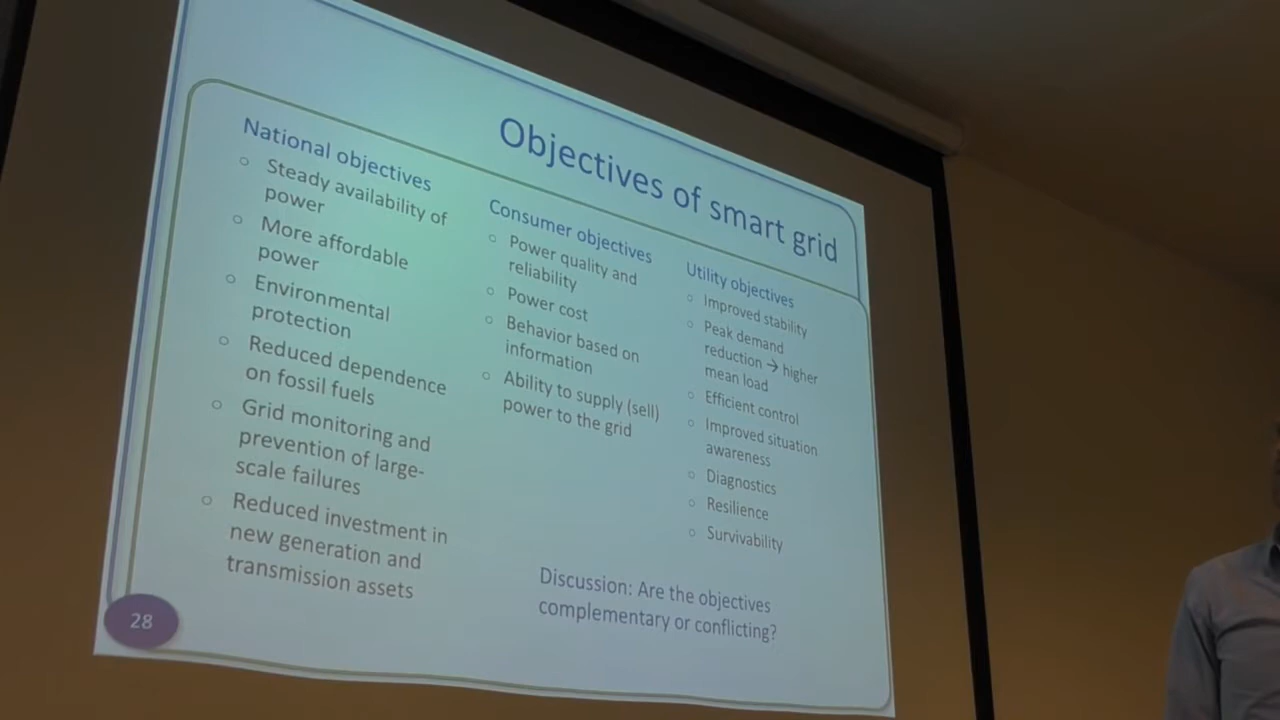 Objectives of smart grid
National objectives
○ Steady availability of
power
○ More affordable
power
○ Environmental
protection
○ Reduced dependence
on fossil fuels
○ Grid monitoring and
prevention of large-
scale failures
○ Reduced investment in
new generation and
transmission assets
Consumer objectives
○ Power quality and
reliability
○ Power cost
○ Behavior based on
information
○ Ability to supply (sell)
power to the grid
Utility objectives
○ Improved stability
○ Peak demand
reduction → higher
mean load
○ Efficient control
○ Improved situation
awareness
○ Diagnostics
○ Resilience
○ Survivability
Discussion: Are the objectives
complementary or conflicting?
28